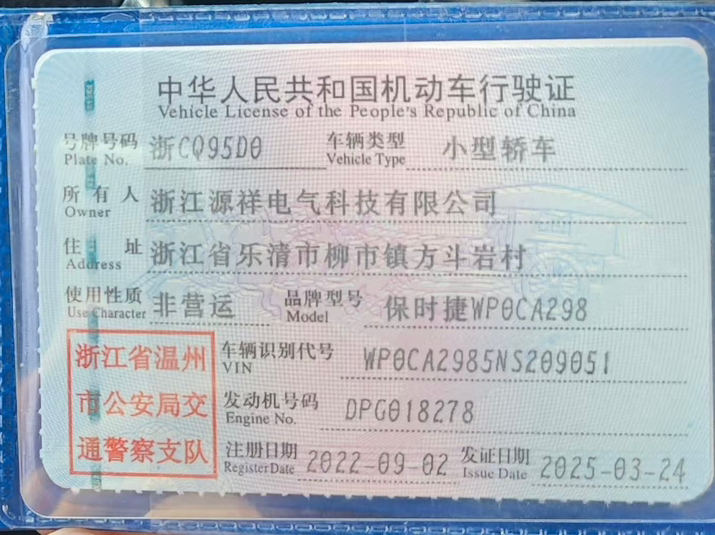 中华人民共和国机动车行驶证
Vehicle License of the People's Republic of China
号牌号码 浙CQ95D0 车辆类型 小型轿车
Plate No. Vehicle Type
所有人 浙江源祥电气科技有限公司
Owner
住址 浙江省乐清市柳市镇方斗岩村
Address
使用性质 非营运 品牌型号 保时捷WP0CA298
Use Character Model
浙江省温州 车辆识别代号 WP0CA2985NS209051
VIN
市公安局交 发动机号码 DPG018278
Engine No.
通警察支队 注册日期 2022-09-02 发证日期 2025-03-24
Register Date Issue Date